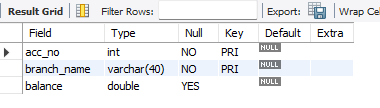 Result Grid Filter Rows: Export: Wrap Cel
Field Type Null Key Default Extra
acc_no int NO PRI NULL
branch_name varchar(40) NO PRI NULL
balance double YES NULL